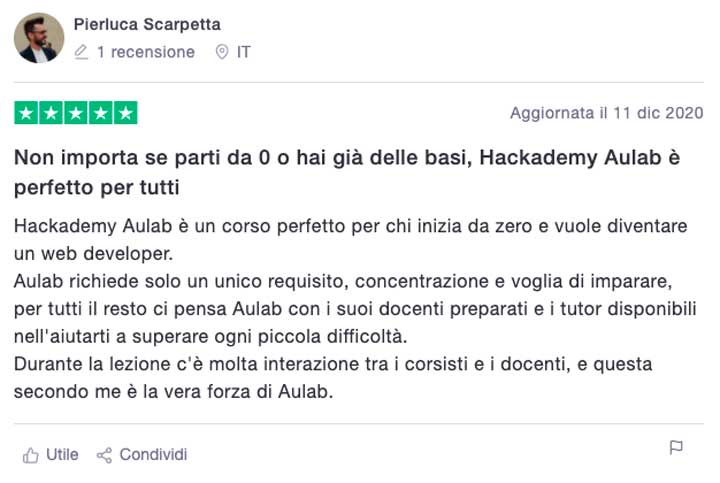 Pierluca Scarpetta
1 recensione IT
Aggiornata il 11 dic 2020
Non importa se parti da 0 o hai già delle basi, Hackademy Aulab è
perfetto per tutti
Hackademy Aulab è un corso perfetto per chi inizia da zero e vuole diventare
un web developer.
Aulab richiede solo un unico requisito, concentrazione e voglia di imparare,
per tutti il resto ci pensa Aulab con i suoi docenti preparati e i tutor disponibili
nell'aiutarti a superare ogni piccola difficoltà.
Durante la lezione c'è molta interazione tra i corsisti e i docenti, e questa
secondo me è la vera forza di Aulab.
Utile Condividi